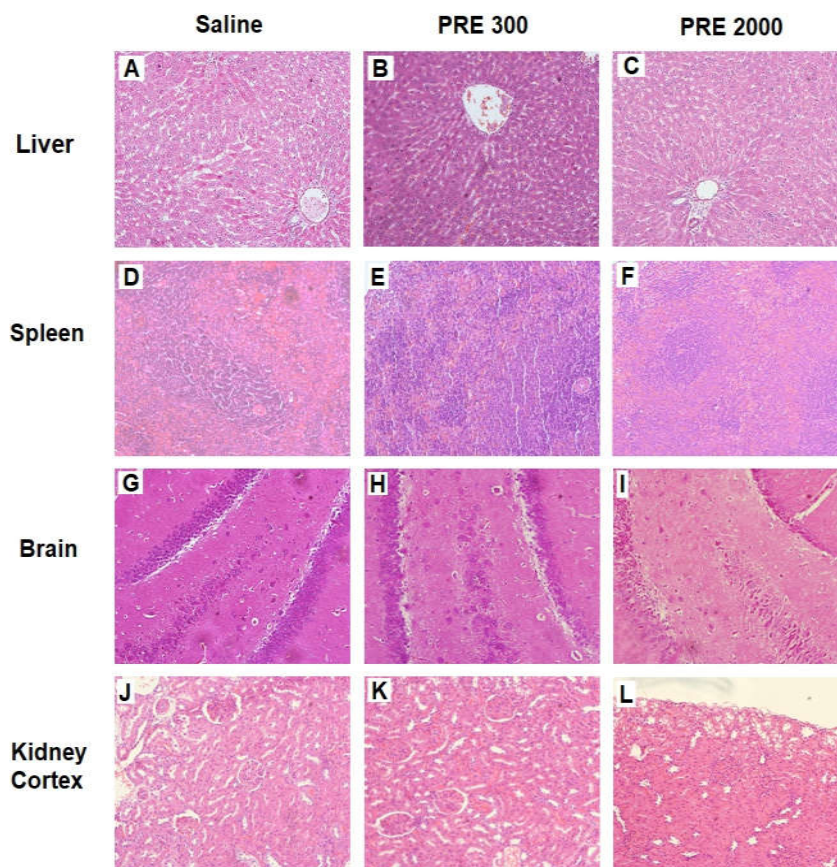 Saline PRE 300 PRE 2000
Liver
A B C
Spleen
D E F
Brain
G H I
Kidney
Cortex
J K L